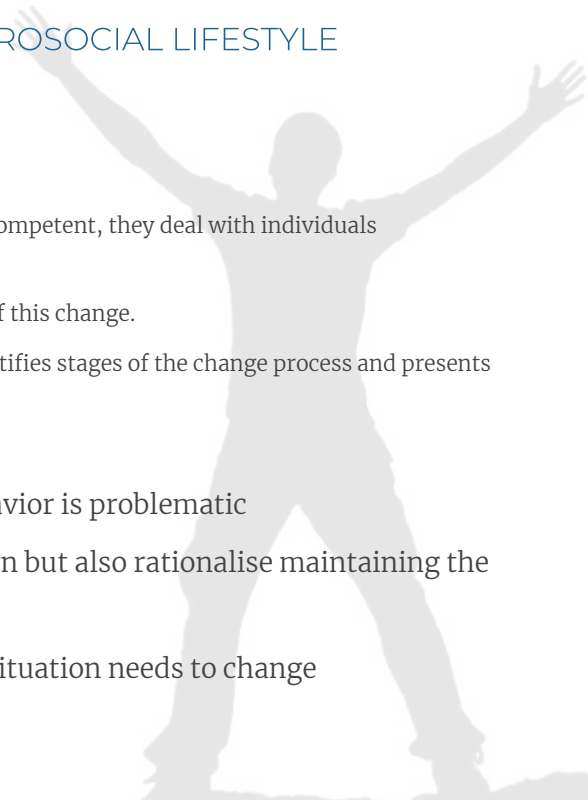 ROSOCIAL LIFESTYLE
ompetent, they deal with individuals
f this change.
tifies stages of the change process and presents
avior is problematic
n but also rationalise maintaining the
ituation needs to change